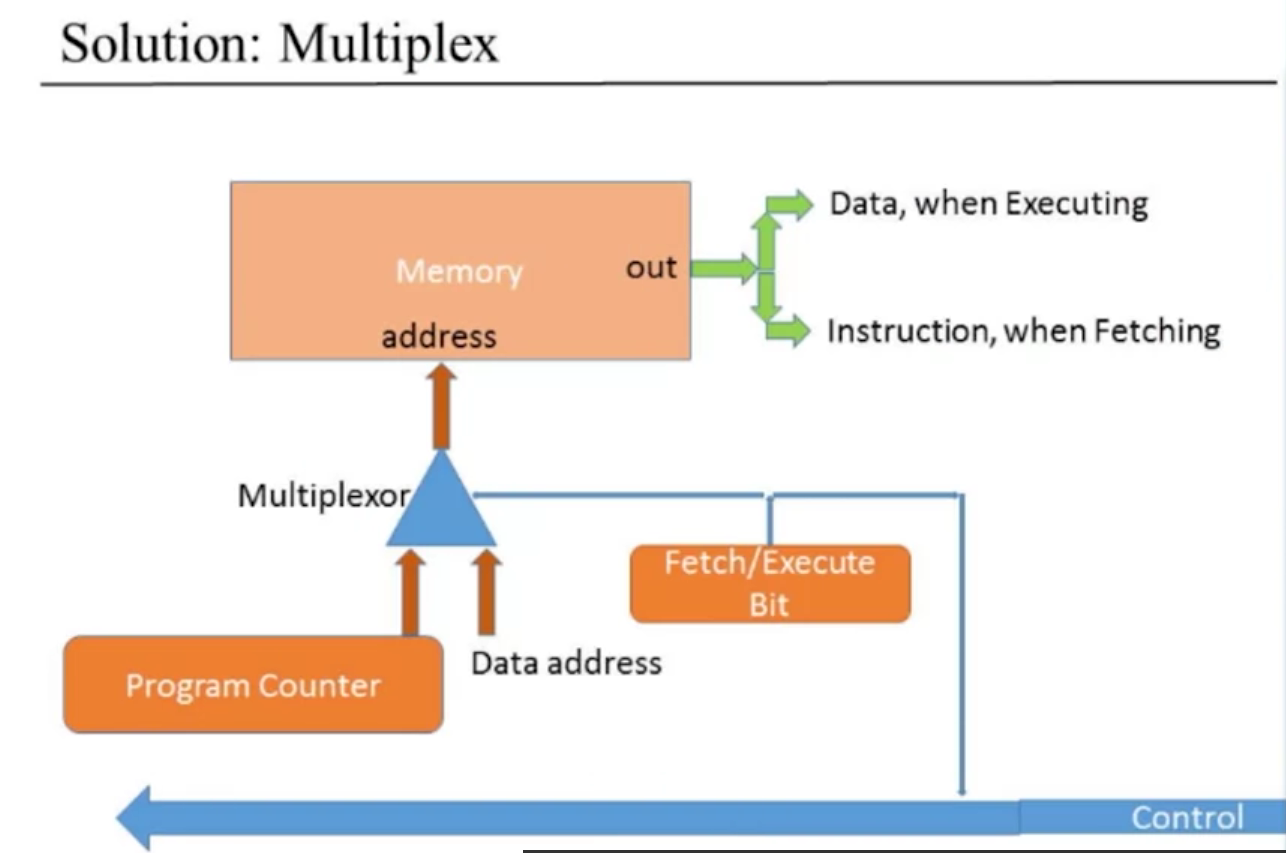 Solution: Multiplex
Data, when Executing
Memory
out
address
Instruction, when Fetching
Multiplexor
Fetch/Execute
Bit
Program Counter
Data address
Control